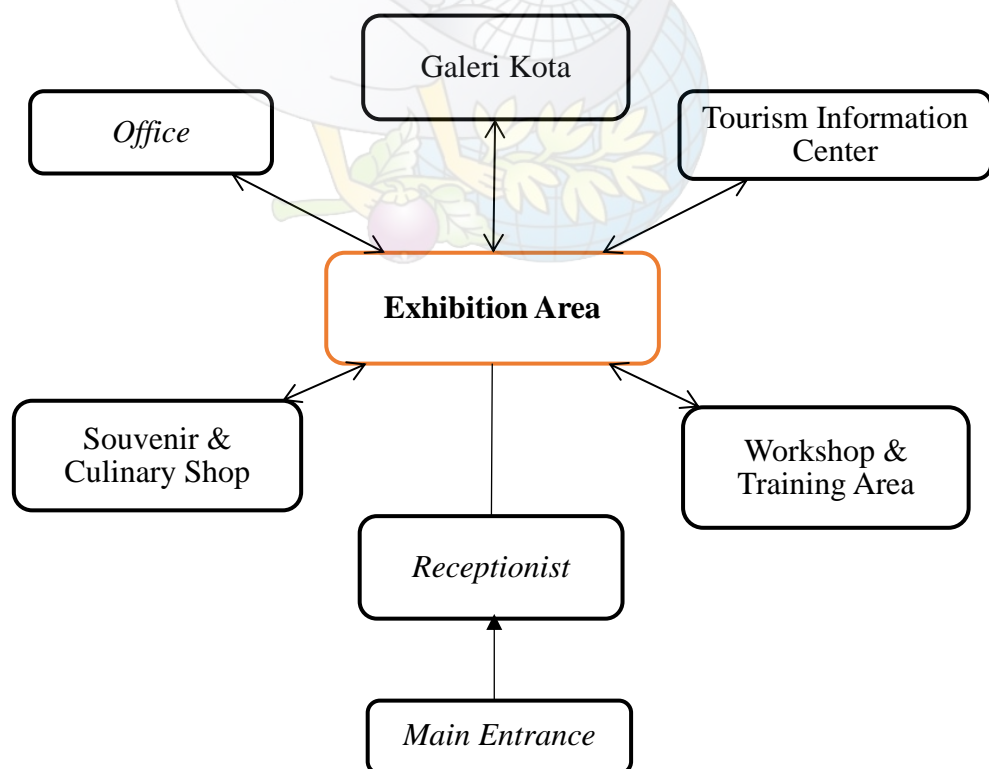 Galeri Kota
Office
Tourism Information
Center
Exhibition Area
Souvenir &
Culinary Shop
Workshop &
Training Area
Receptionist
Main Entrance